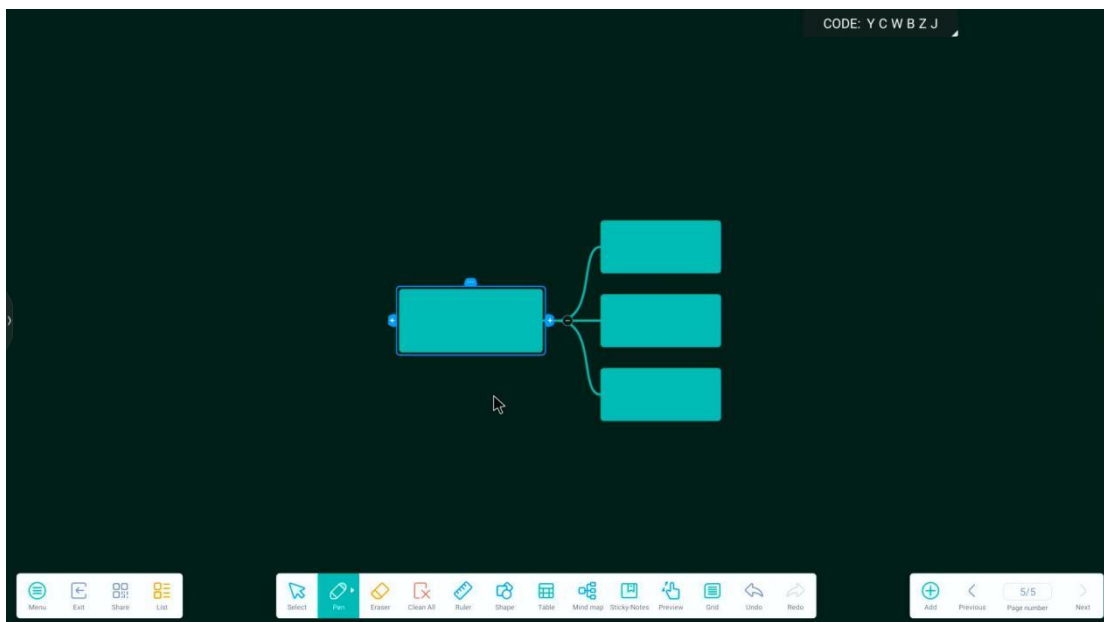 CODE: Y C W B Z J
Menu Exit Share List Select Pen Eraser Clean All Ruler Shape Table Mind map Sticky Notes Preview Grid Undo Redo Add Previous 5/5 Page number Next